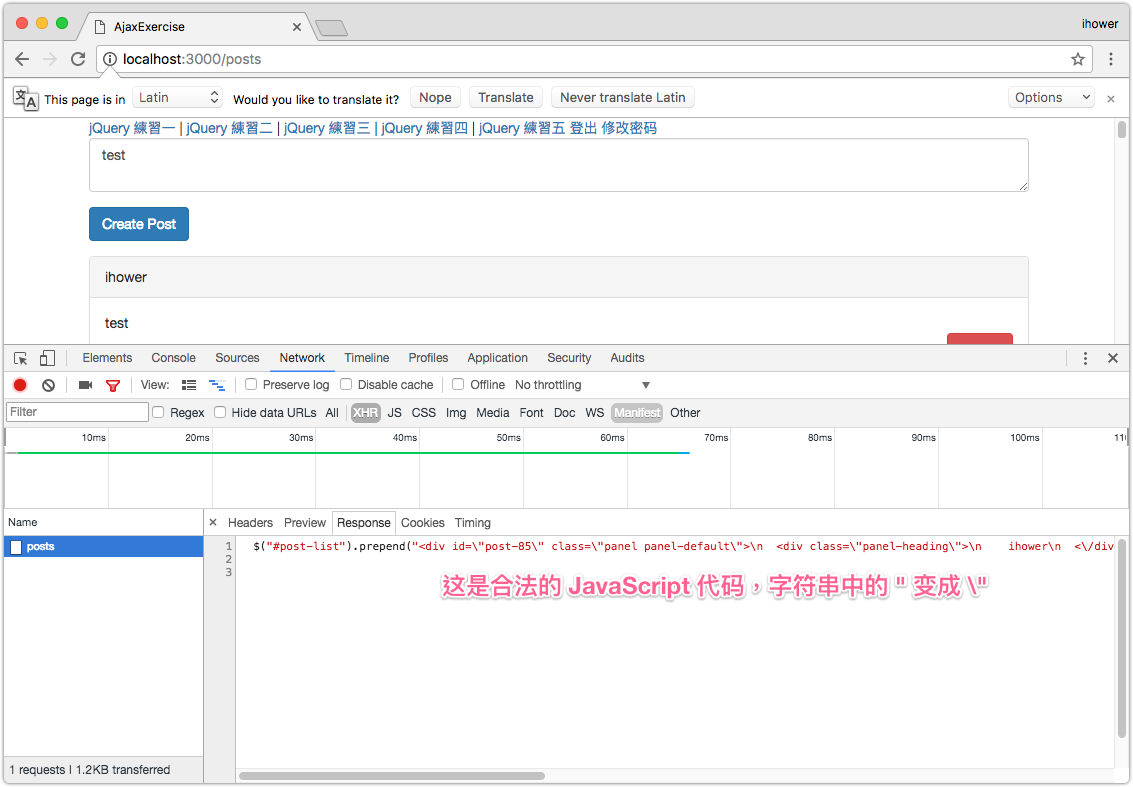 AjaxExercise
ihower
localhost:3000/posts
This page is in Latin Would you like to translate it? Nope Translate Never translate Latin Options
jQuery 練習一 | jQuery 練習二 | jQuery 練習三 | jQuery 練習四 | jQuery 練習五 登出 修改密码
test
Create Post
ihower
test
Elements Console Sources Network Timeline Profiles Application Security Audits
View: Preserve log Disable cache Offline No throttling
Filter Regex Hide data URLs All XHR JS CSS Img Media Font Doc WS Manifest Other
10ms 20ms 30ms 40ms 50ms 60ms 70ms 80ms 90ms 100ms 11
Name × Headers Preview Response Cookies Timing
posts
1 $("#post-list").prepend("<div id=\"post-85\" class=\"panel panel-default\">\n  <div class=\"panel-heading\">\n    ihower\n  <\/div
2
3
这是合法的 JavaScript 代码，字符串中的 " 变成 \"
1 requests | 1.2KB transferred